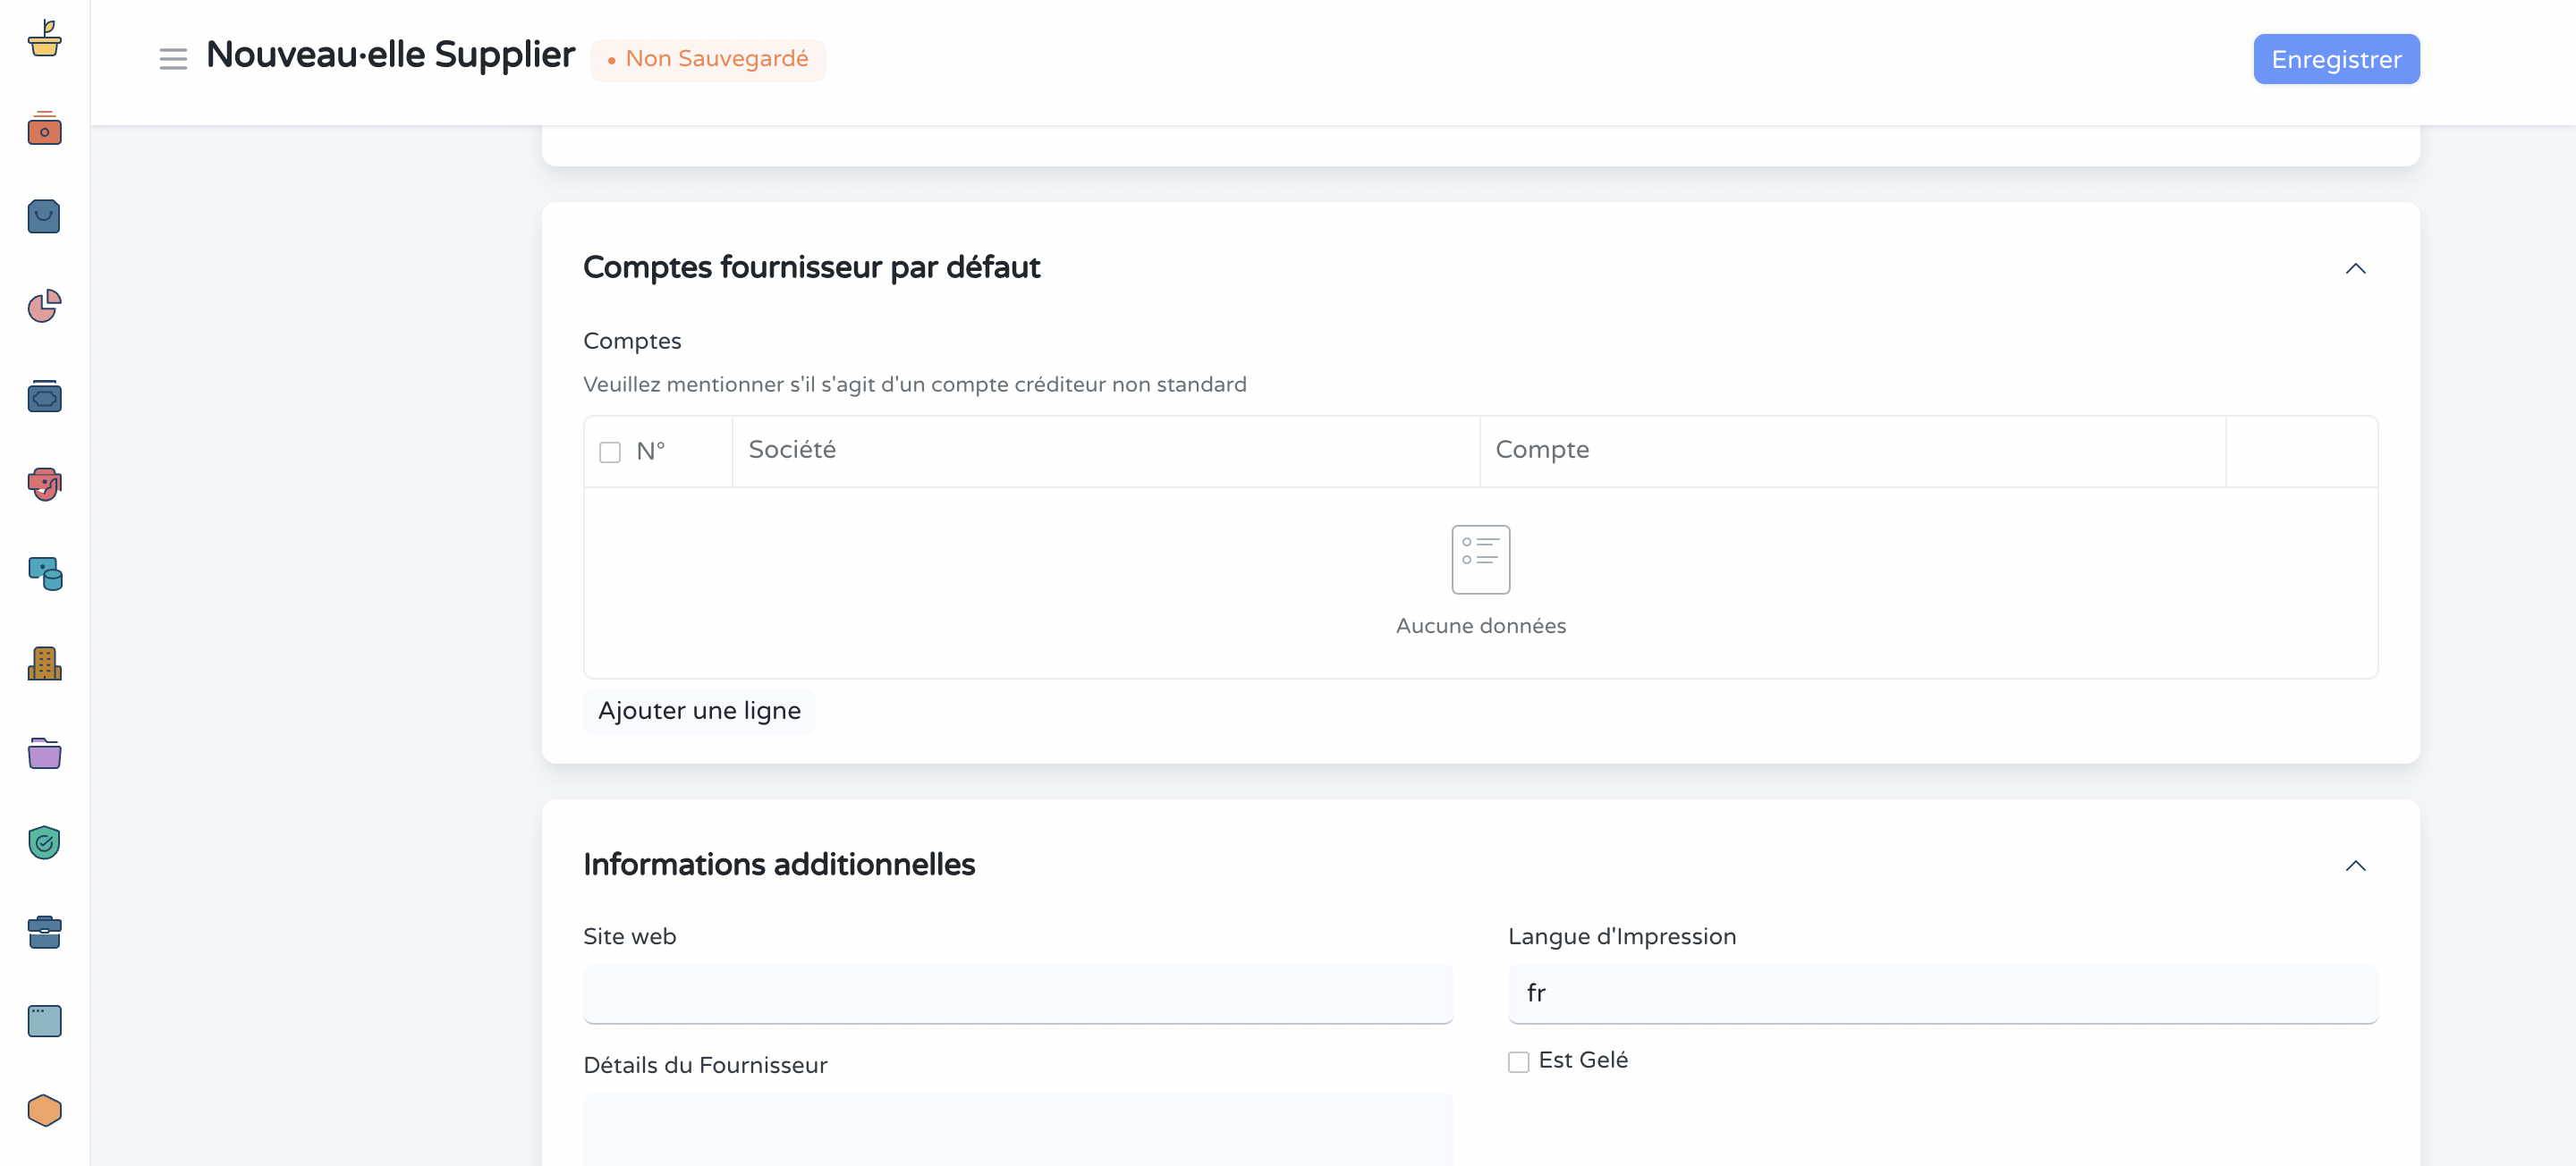 Nouveau·elle Supplier
• Non Sauvegardé
Enregistrer
Comptes fournisseur par défaut
Comptes
Veuillez mentionner s'il s'agit d'un compte créditeur non standard
N°
Société
Compte
Aucune données
Ajouter une ligne
Informations additionnelles
Site web
Langue d'Impression
fr
Détails du Fournisseur
Est Gelé